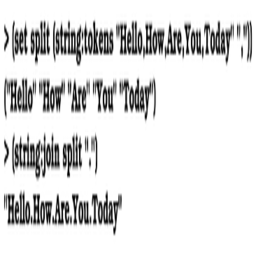 > (set split (string:tokens "Hello,How,Are,You,Today" ","))
("Hello" "How" "Are" "You" "Today")
> (string:join split ".")
"Hello.How.Are.You.Today"